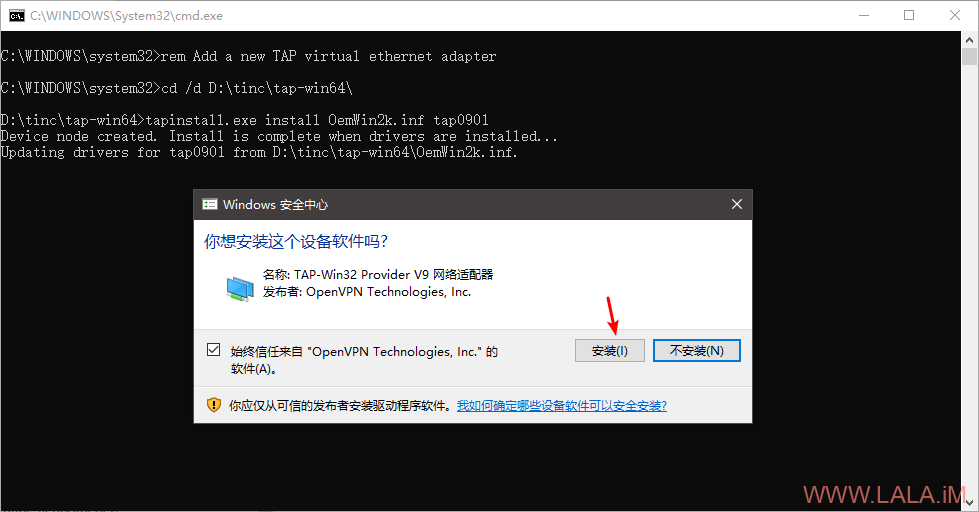 C:\WINDOWS\System32\cmd.exe
C:\WINDOWS\system32>rem Add a new TAP virtual ethernet adapter
C:\WINDOWS\system32>cd /d D:\tinc\tap-win64\
D:\tinc\tap-win64>tapinstall.exe install OemWin2k.inf tap0901
Device node created. Install is complete when drivers are installed...
Updating drivers for tap0901 from D:\tinc\tap-win64\OemWin2k.inf.
Windows 安全中心
你想安装这个设备软件吗?
名称: TAP-Win32 Provider V9 网络适配器
发布者: OpenVPN Technologies, Inc.
始终信任来自 "OpenVPN Technologies, Inc." 的
软件(A)。
安装(I)
不安装(N)
你应仅从可信的发布者安装驱动程序软件。我如何确定哪些设备软件可以安全安装?
WWW.LALA.iM